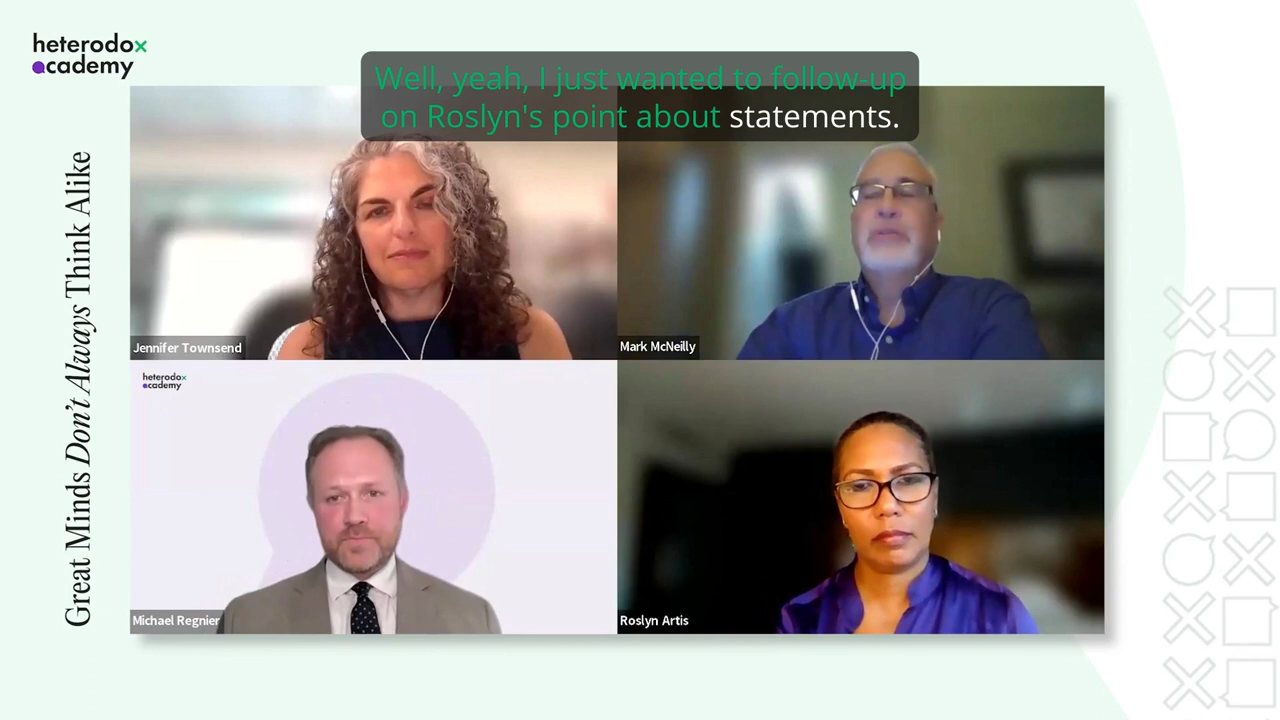 heterodox
academy
Well, yeah, I just wanted to follow-up
on Roslyn's point about statements.
Great Minds Don't Always Think Alike
Jennifer Townsend
Mark McNeilly
heterodox
academy
Michael Regnier
Roslyn Artis